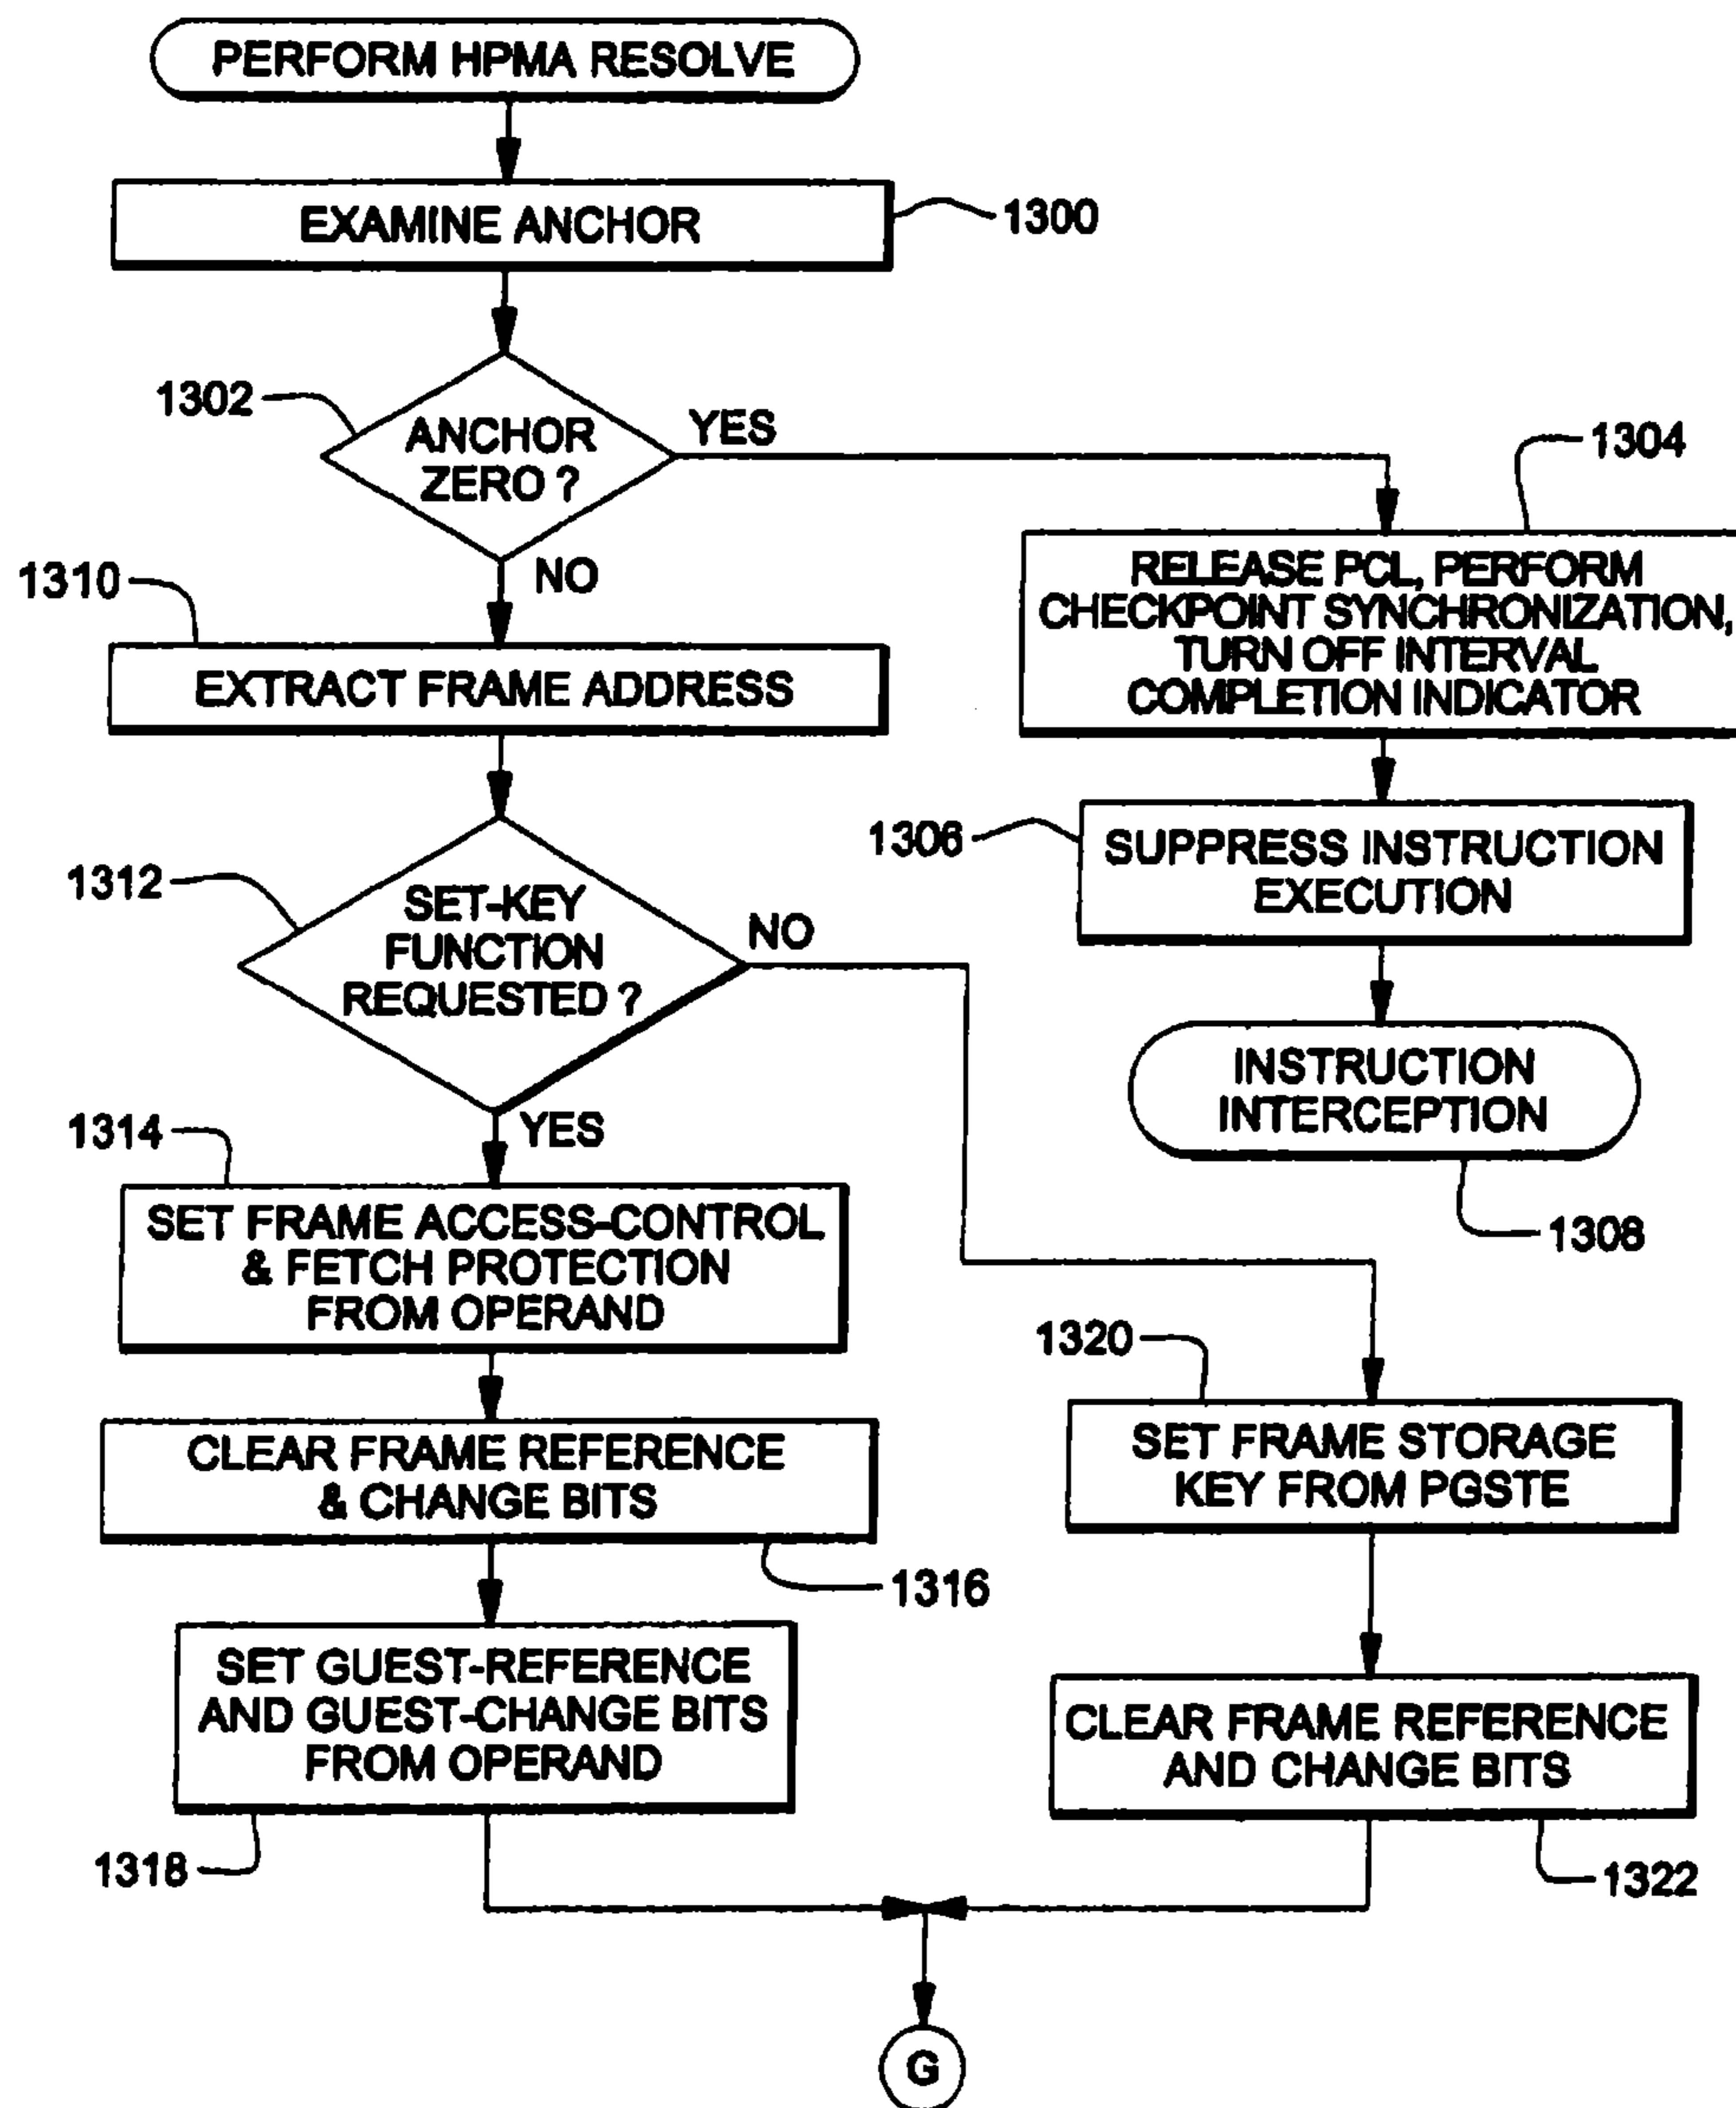 PERFORM HPMA RESOLVE
EXAMINE ANCHOR
1300
1302
ANCHOR
ZERO ?
YES
NO
1304
RELEASE PCL, PERFORM
CHECKPOINT SYNCHRONIZATION,
TURN OFF INTERVAL
COMPLETION INDICATOR
1310
EXTRACT FRAME ADDRESS
1306
SUPPRESS INSTRUCTION
EXECUTION
1312
SET-KEY
FUNCTION
REQUESTED ?
NO
YES
INSTRUCTION
INTERCEPTION
1308
1314
SET FRAME ACCESS-CONTROL
& FETCH PROTECTION
FROM OPERAND
1320
SET FRAME STORAGE
KEY FROM PGSTE
CLEAR FRAME REFERENCE
& CHANGE BITS
1316
SET GUEST-REFERENCE
AND GUEST-CHANGE BITS
FROM OPERAND
1318
CLEAR FRAME REFERENCE
AND CHANGE BITS
1322
G